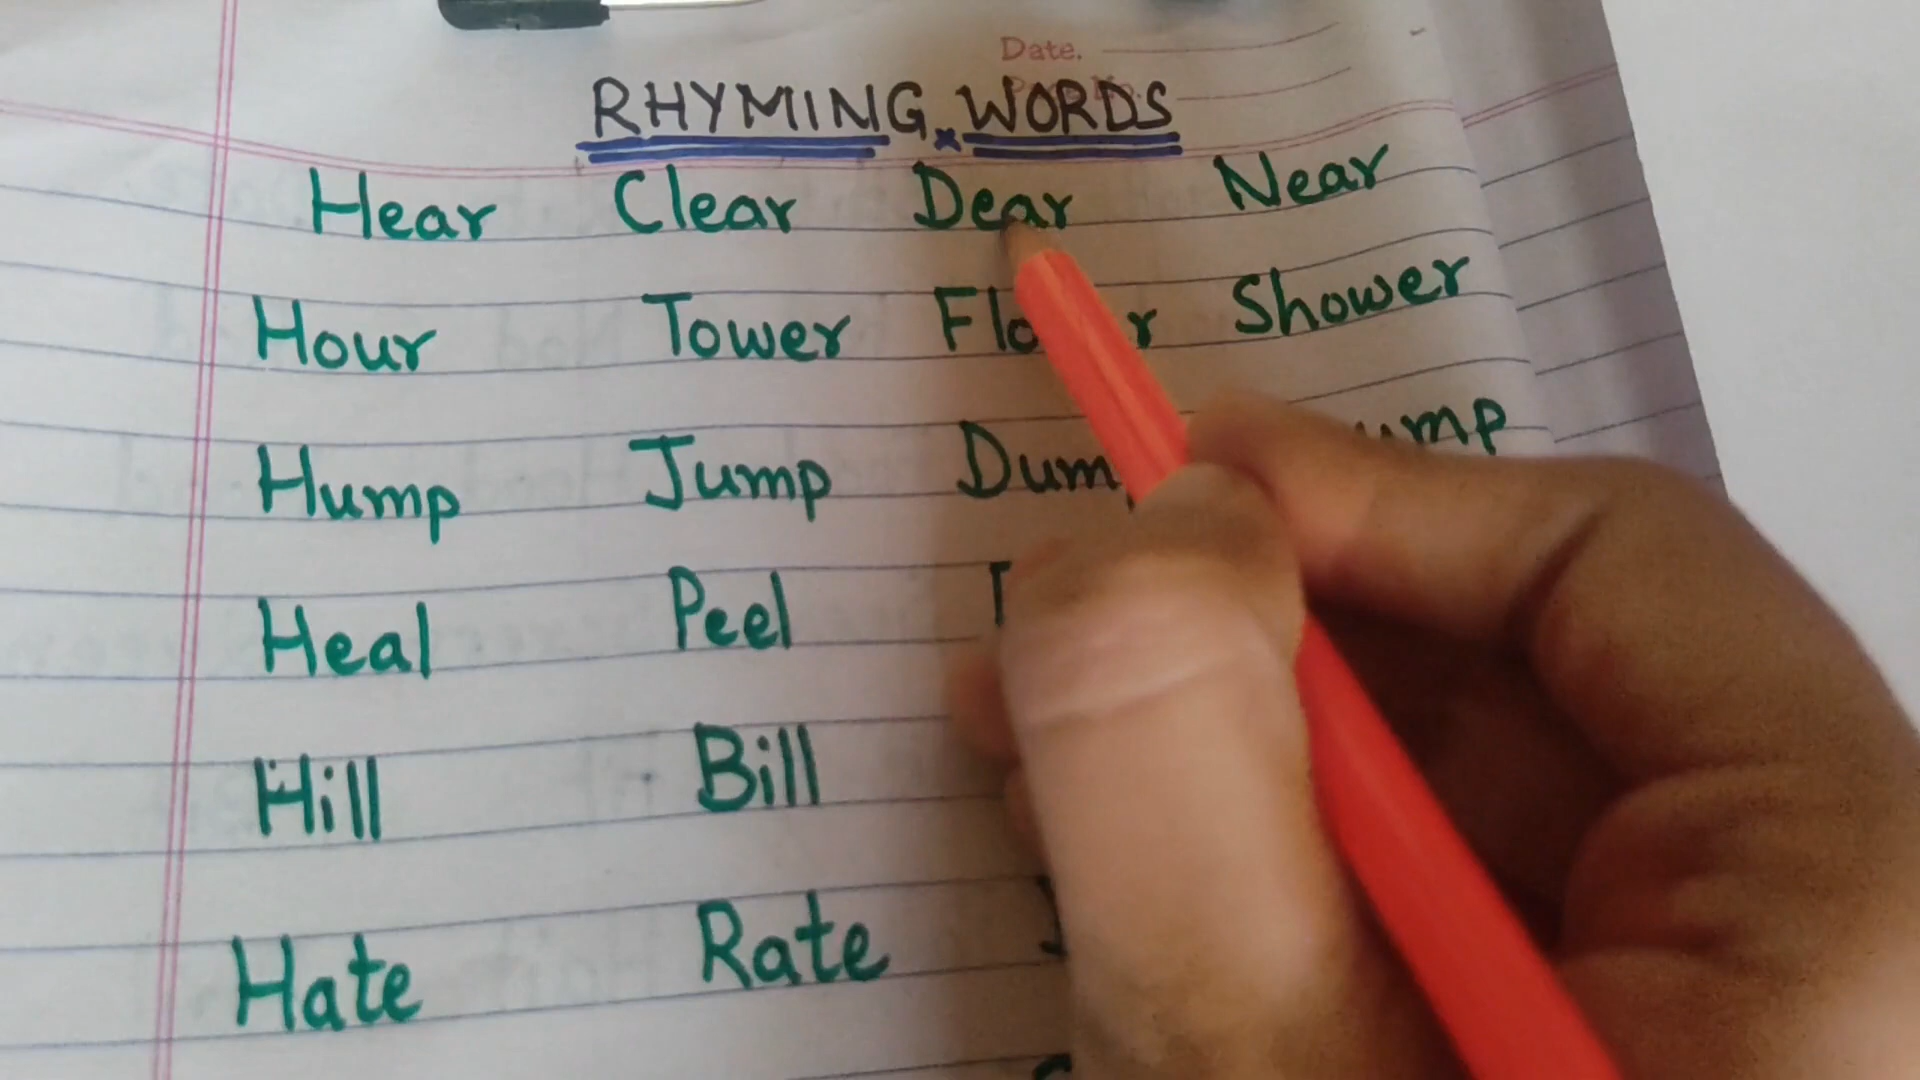 Date.
RHYMING WORDS
Hear Clear Dear Near
Hour Tower Shower
Hump Jump
Heal Peel
Hill Bill
Hate Rate